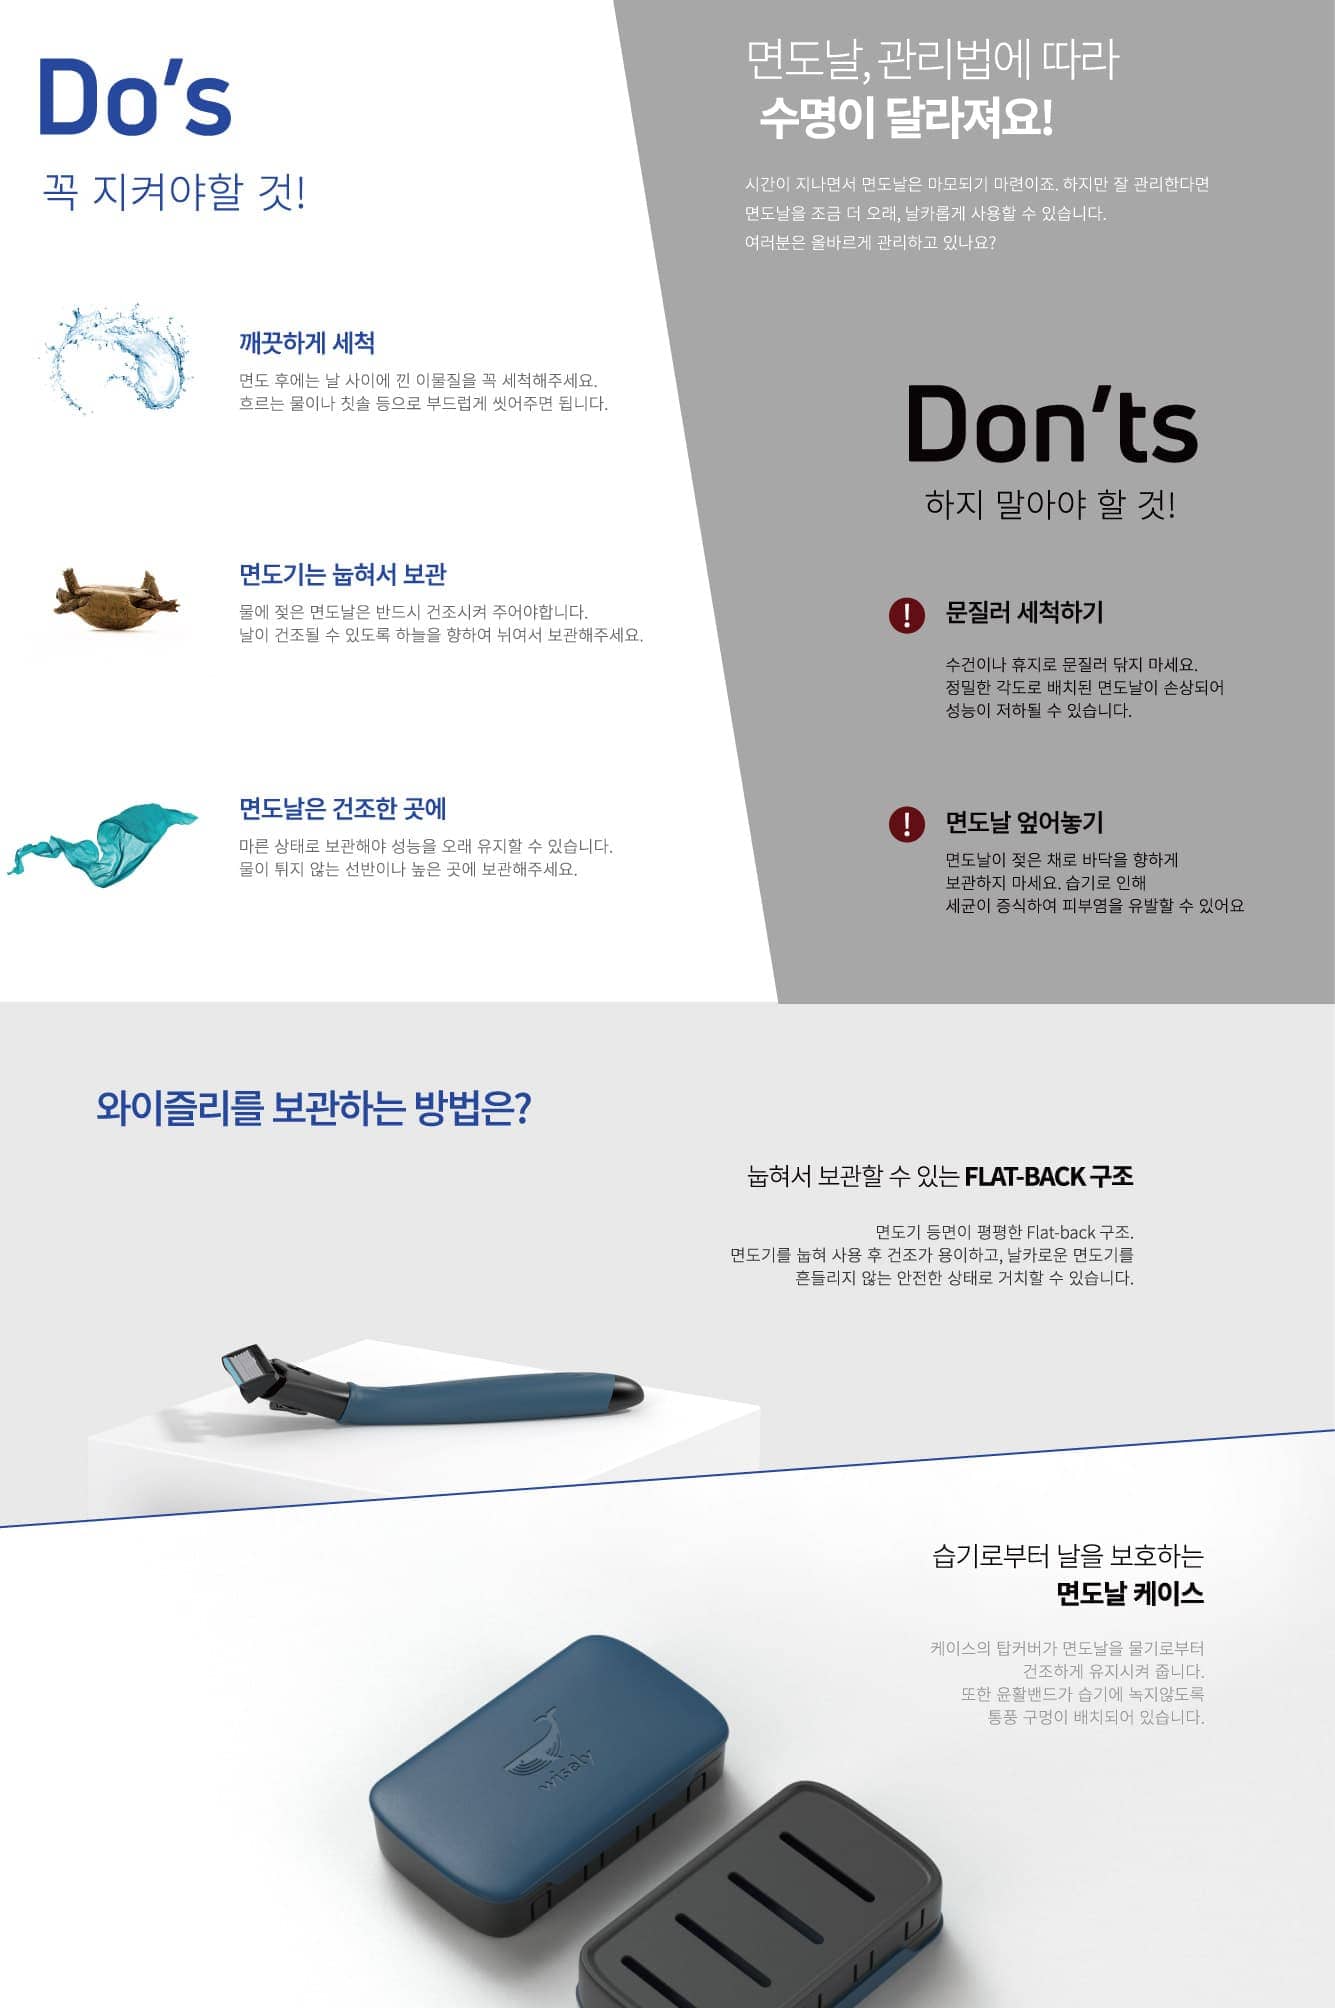 Do's
꼭 지켜야할 것!
깨끗하게 세척
면도 후에는 날 사이에 낀 이물질을 꼭 세척해주세요.
흐르는 물이나 칫솔 등으로 부드럽게 씻어주면 됩니다.
면도기는 눕혀서 보관
물에 젖은 면도날은 반드시 건조시켜 주어야합니다.
날이 건조될 수 있도록 하늘을 향하여 뉘여서 보관해주세요.
면도날은 건조한 곳에
마른 상태로 보관해야 성능을 오래 유지할 수 있습니다.
물이 튀지 않는 선반이나 높은 곳에 보관해주세요.
면도날, 관리법에 따라
수명이 달라져요!
시간이 지나면서 면도날은 마모되기 마련이죠. 하지만 잘 관리한다면
면도날을 조금 더 오래, 날카롭게 사용할 수 있습니다.
여러분은 올바르게 관리하고 있나요?
Don'ts
하지 말아야 할 것!
! 문질러 세척하기
수건이나 휴지로 문질러 닦지 마세요.
정밀한 각도로 배치된 면도날이 손상되어
성능이 저하될 수 있습니다.
! 면도날 엎어놓기
면도날이 젖은 채로 바닥을 향하게
보관하지 마세요. 습기로 인해
세균이 증식하여 피부염을 유발할 수 있어요
와이즐리를 보관하는 방법은?
눕혀서 보관할 수 있는 FLAT-BACK 구조
면도기 등면이 평평한 Flat-back 구조.
면도기를 눕혀 사용 후 건조가 용이하고, 날카로운 면도기를
흔들리지 않는 안전한 상태로 거치할 수 있습니다.
습기로부터 날을 보호하는
면도날 케이스
케이스의 탑커버가 면도날을 물기로부터
건조하게 유지시켜 줍니다.
또한 윤활밴드가 습기에 녹지않도록
통풍 구멍이 배치되어 있습니다.
wisely